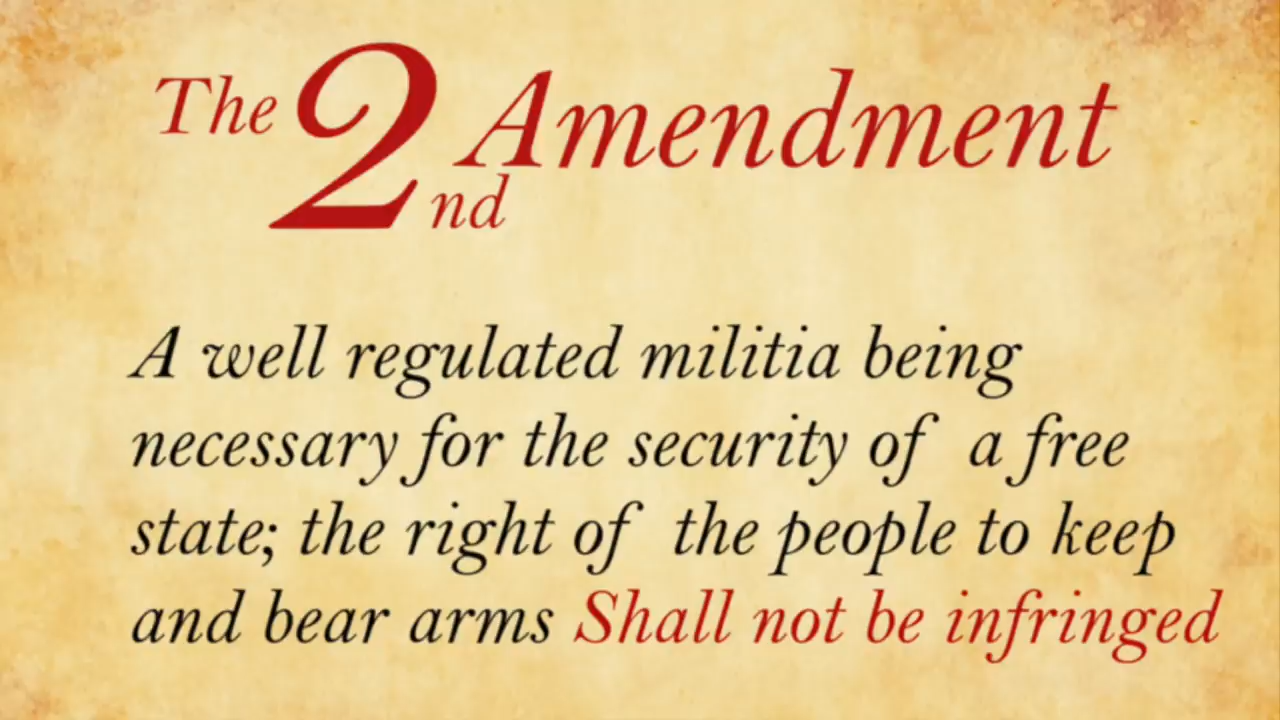 The 2nd Amendment
A well regulated militia being
necessary for the security of a free
state; the right of the people to keep
and bear arms Shall not be infringed